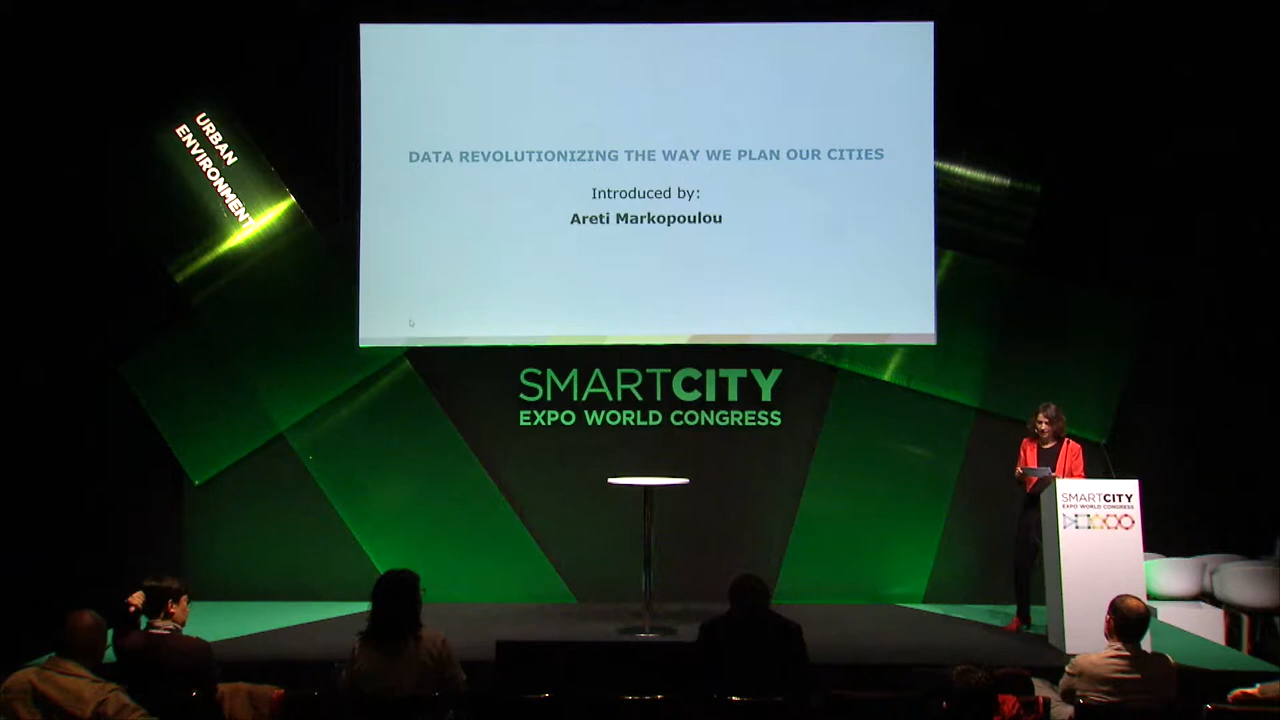 URBAN
ENVIRONMENT
DATA REVOLUTIONIZING THE WAY WE PLAN OUR CITIES
Introduced by:
Areti Markopoulou
SMARTCITY
EXPO WORLD CONGRESS
SMARTCITY
EXPO WORLD CONGRESS